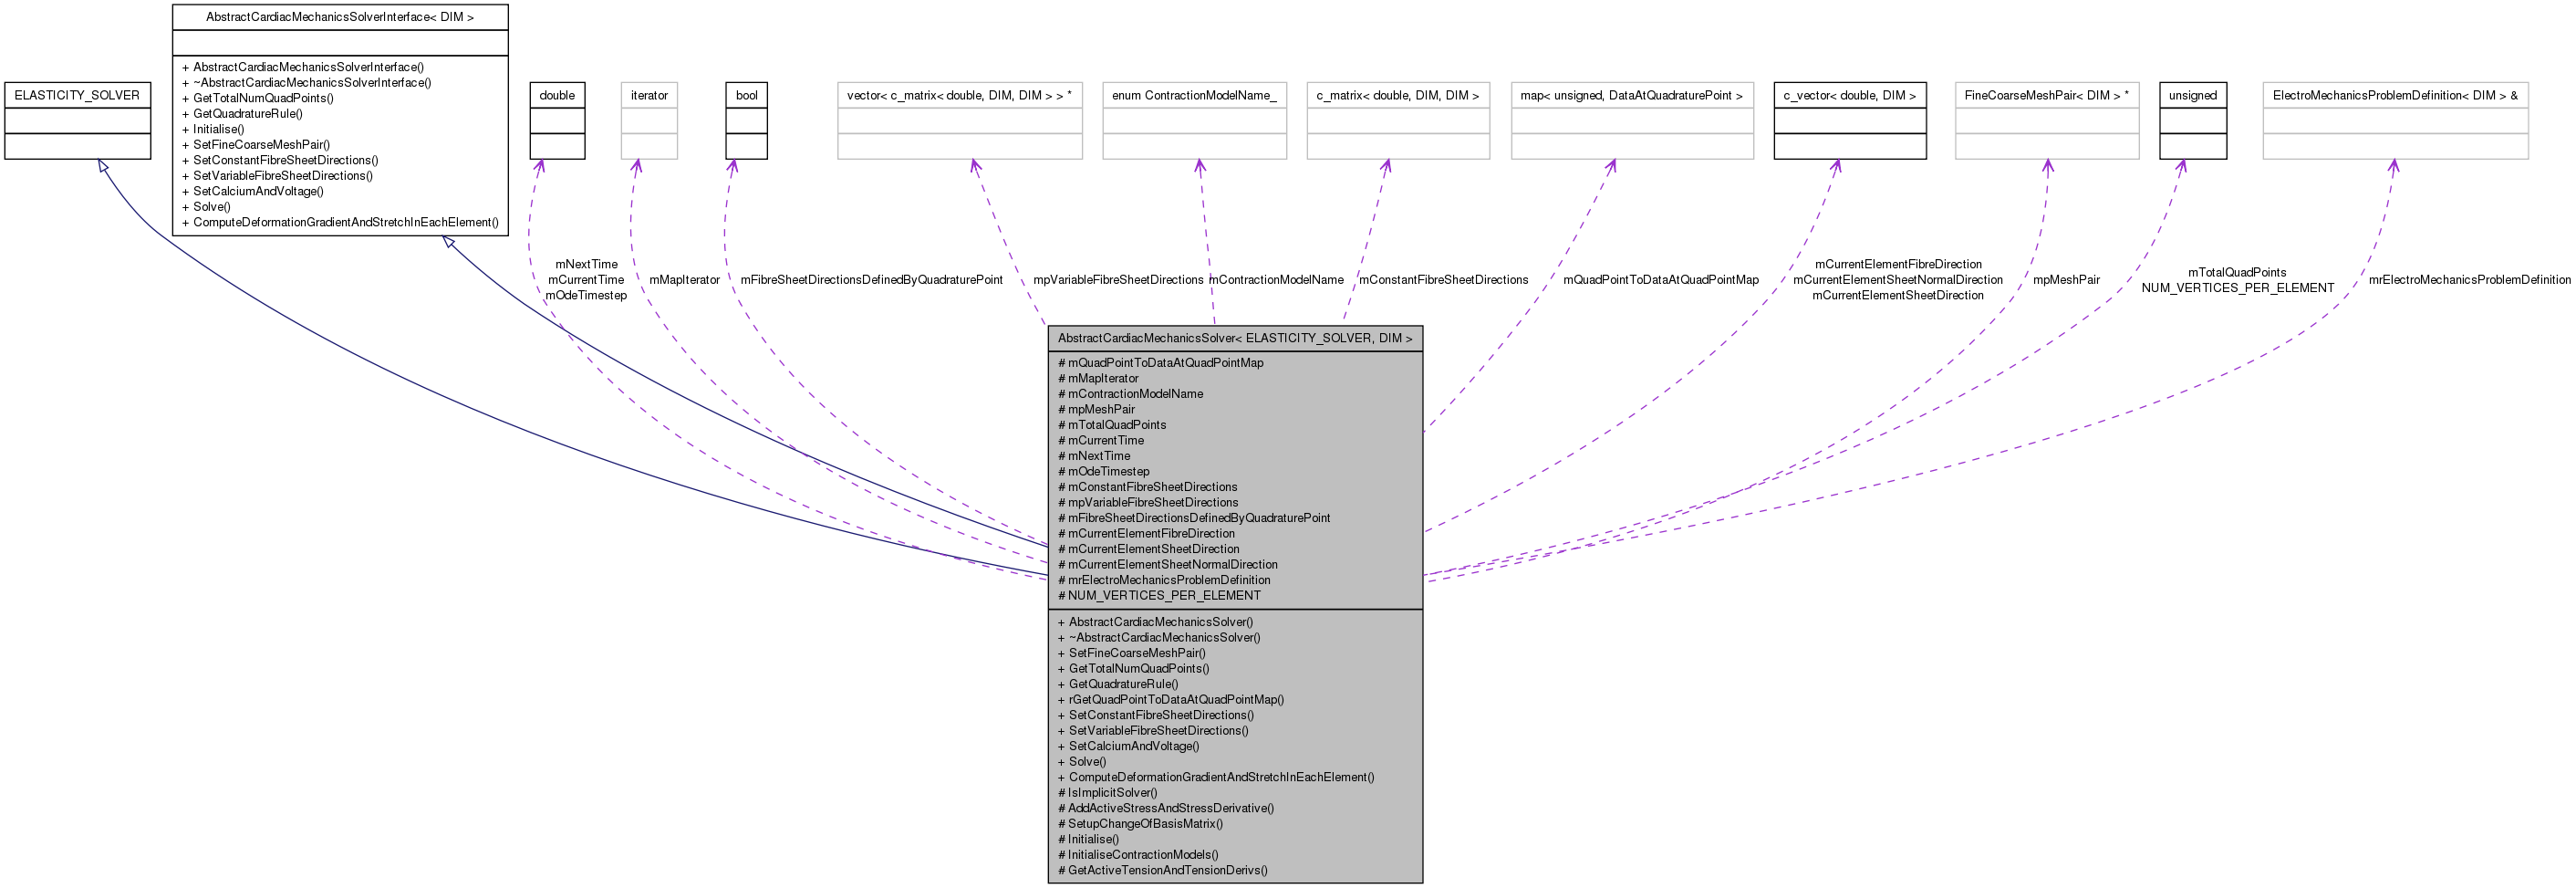 AbstractCardiacMechanicsSolverInterface< DIM >
+ AbstractCardiacMechanicsSolverInterface()
+ ~AbstractCardiacMechanicsSolverInterface()
+ GetTotalNumQuadPoints()
+ GetQuadratureRule()
+ Initialise()
+ SetFineCoarseMeshPair()
+ SetConstantFibreSheetDirections()
+ SetVariableFibreSheetDirections()
+ SetCalciumAndVoltage()
+ Solve()
+ ComputeDeformationGradientAndStretchInEachElement()
ELASTICITY_SOLVER
double
iterator
bool
vector< c_matrix< double, DIM, DIM > > *
enum ContractionModelName_
c_matrix< double, DIM, DIM >
map< unsigned, DataAtQuadraturePoint >
c_vector< double, DIM >
FineCoarseMeshPair< DIM > *
unsigned
ElectroMechanicsProblemDefinition< DIM > &
mNextTime
mCurrentTime
mOdeTimestep
mMapIterator
mFibreSheetDirectionsDefinedByQuadraturePoint
mpVariableFibreSheetDirections
mContractionModelName
mConstantFibreSheetDirections
mQuadPointToDataAtQuadPointMap
mCurrentElementFibreDirection
mCurrentElementSheetNormalDirection
mCurrentElementSheetDirection
mpMeshPair
mTotalQuadPoints
NUM_VERTICES_PER_ELEMENT
mrElectroMechanicsProblemDefinition
AbstractCardiacMechanicsSolver< ELASTICITY_SOLVER, DIM >
# mQuadPointToDataAtQuadPointMap
# mMapIterator
# mContractionModelName
# mpMeshPair
# mTotalQuadPoints
# mCurrentTime
# mNextTime
# mOdeTimestep
# mConstantFibreSheetDirections
# mpVariableFibreSheetDirections
# mFibreSheetDirectionsDefinedByQuadraturePoint
# mCurrentElementFibreDirection
# mCurrentElementSheetDirection
# mCurrentElementSheetNormalDirection
# mrElectroMechanicsProblemDefinition
# NUM_VERTICES_PER_ELEMENT
+ AbstractCardiacMechanicsSolver()
+ ~AbstractCardiacMechanicsSolver()
+ SetFineCoarseMeshPair()
+ GetTotalNumQuadPoints()
+ GetQuadratureRule()
+ rGetQuadPointToDataAtQuadPointMap()
+ SetConstantFibreSheetDirections()
+ SetVariableFibreSheetDirections()
+ SetCalciumAndVoltage()
+ Solve()
+ ComputeDeformationGradientAndStretchInEachElement()
# IsImplicitSolver()
# AddActiveStressAndStressDerivative()
# SetupChangeOfBasisMatrix()
# Initialise()
# InitialiseContractionModels()
# GetActiveTensionAndTensionDerivs()